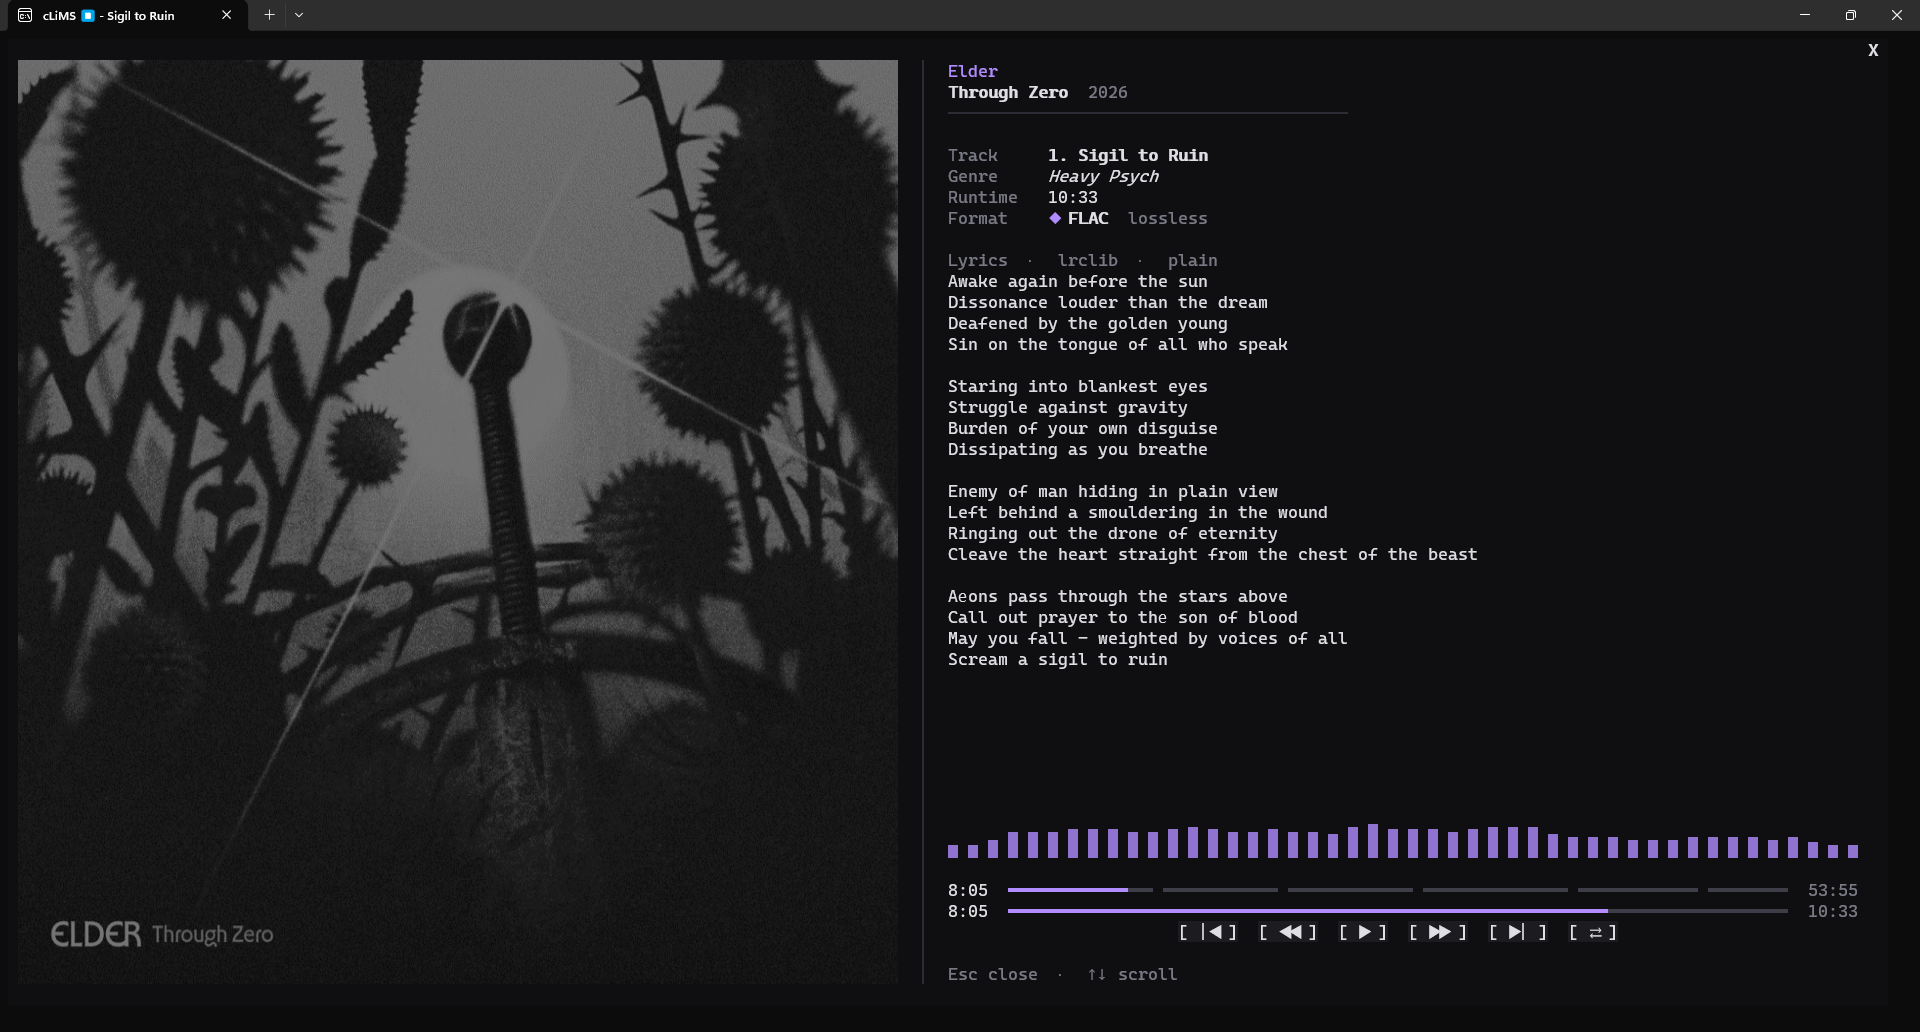 cLiMS - Sigil to Ruin
X
Elder
Through Zero 2026
Track 1. Sigil to Ruin
Genre Heavy Psych
Runtime 10:33
Format ◆ FLAC lossless
Lyrics · lrclib · plain
Awake again before the sun
Dissonance louder than the dream
Deafened by the golden young
Sin on the tongue of all who speak
Staring into blankest eyes
Struggle against gravity
Burden of your own disguise
Dissipating as you breathe
Enemy of man hiding in plain view
Left behind a smouldering in the wound
Ringing out the drone of eternity
Cleave the heart straight from the chest of the beast
Aeons pass through the stars above
Call out prayer to the son of blood
May you fall – weighted by voices of all
Scream a sigil to ruin
8:05 53:55
8:05 10:33
[ |◀ ] [ ◀◀ ] [ ▶ ] [ ▶▶ ] [ ▶| ] [ ⇄ ]
Esc close · ↑↓ scroll
ELDER Through Zero